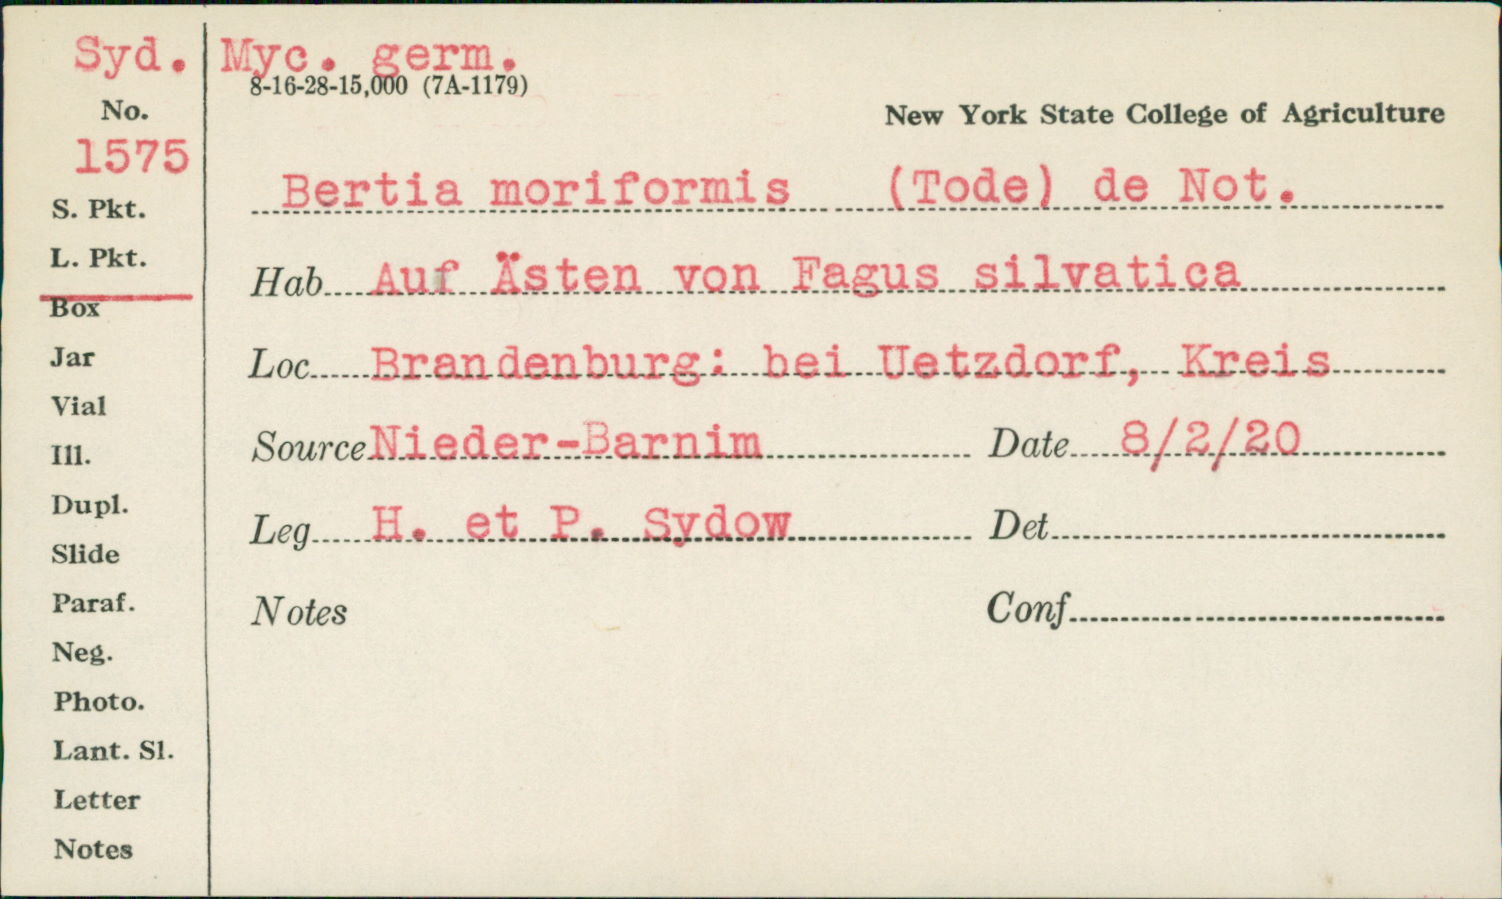 Syd. Myc. germ.
8-16-28-15,000 (7A-1179)
No.
New York State College of Agriculture
1575
Bertia moriformis (Tode) de Not.
S. Pkt.
L. Pkt.
Hab Auf Ästen von Fagus silvatica
Box
Jar
Loc Brandenburg: bei Uetzdorf, Kreis
Vial
Source Nieder-Barnim Date 8/2/20
Ill.
Dupl.
Leg H. et P. Sydow Det
Slide
Paraf.
Notes Conf
Neg.
Photo.
Lant. Sl.
Letter
Notes